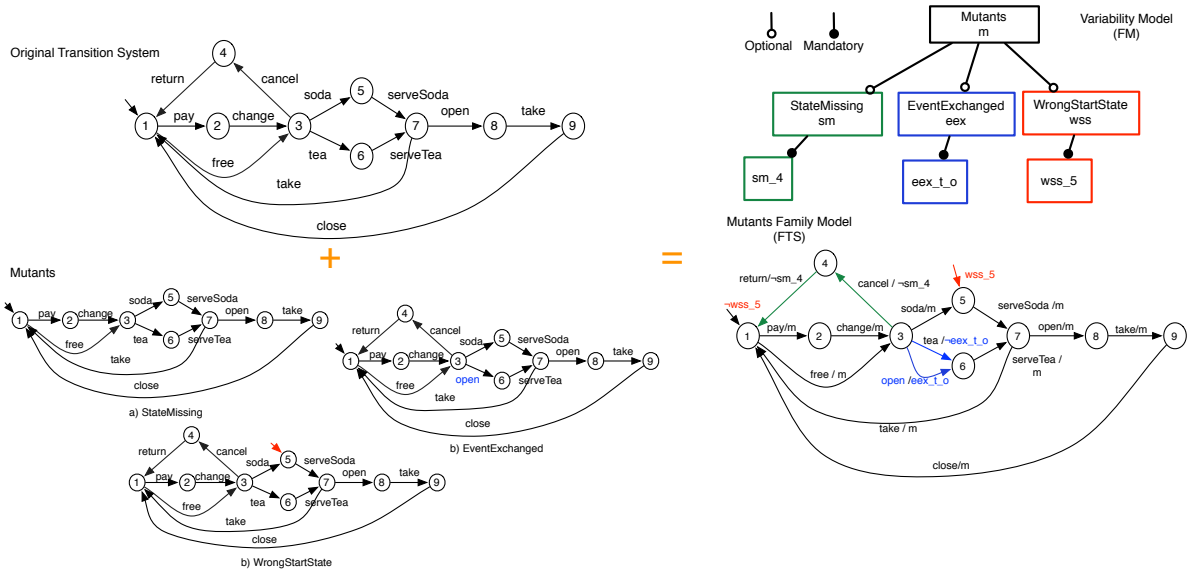 Original Transition System
4
return
cancel
soda
5
serveSoda
open
take
1
pay
2
change
3
7
8
9
free
tea
6
serveTea
take
close
+
=
Mutants
1
pay
2
change
3
soda
5
serveSoda
open
take
7
8
9
free
tea
6
serveTea
take
close
a) StateMissing
4
return
cancel
soda
5
serveSoda
open
take
1
pay
2
change
3
7
8
9
free
open
6
serveTea
take
close
b) EventExchanged
4
return
cancel
soda
5
serveSoda
open
take
1
pay
2
change
3
7
8
9
free
tea
6
serveTea
take
close
b) WrongStartState
Optional
Mandatory
Mutants
m
Variability Model
(FM)
StateMissing
sm
EventExchanged
eex
WrongStartState
wss
sm_4
eex_t_o
wss_5
Mutants Family Model
(FTS)
4
return/¬sm_4
cancel / ¬sm_4
wss_5
¬wss_5
5
soda/m
serveSoda /m
1
pay/m
2
change/m
3
tea /¬eex_t_o
7
open/m
8
take/m
9
free / m
6
serveTea /
m
open /eex_t_o
take / m
close/m